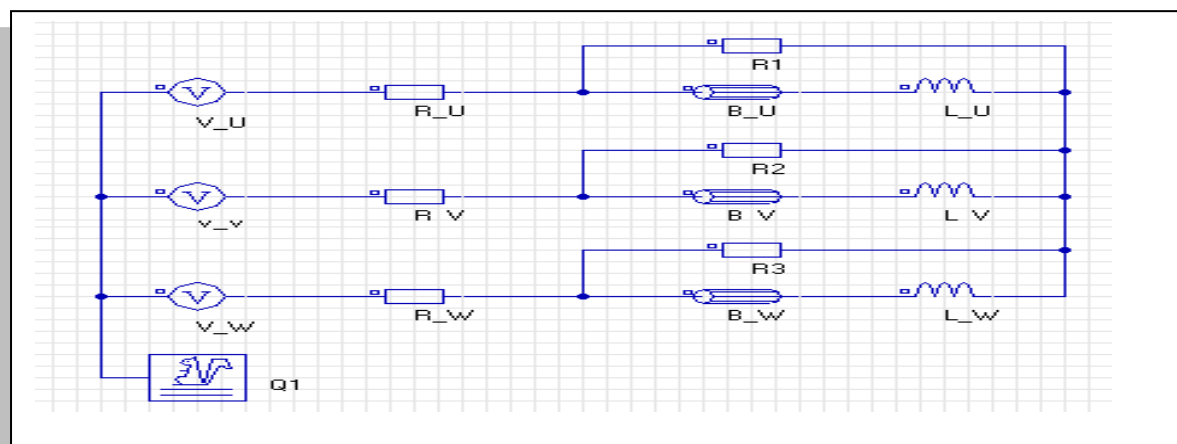 R1
V_U
R_U
B_U
L_U
R2
V_V
R_V
B_V
L_V
R3
V_W
R_W
B_W
L_W
Q1